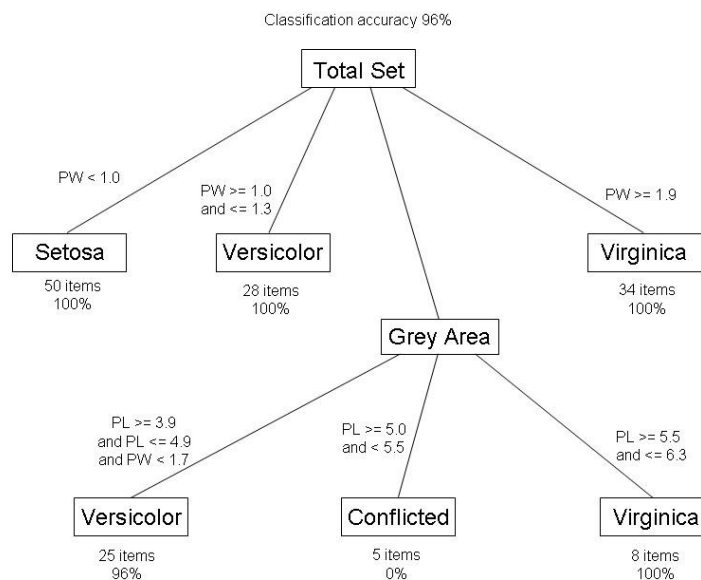 Classification accuracy 96%
Total Set
PW < 1.0
PW >= 1.0
and <= 1.3
PW >= 1.9
Setosa
50 items
100%
Versicolor
28 items
100%
Virginica
34 items
100%
Grey Area
PL >= 3.9
and PL <= 4.9
and PW < 1.7
PL >= 5.0
and < 5.5
PL >= 5.5
and <= 6.3
Versicolor
25 items
96%
Conflicted
5 items
0%
Virginica
8 items
100%